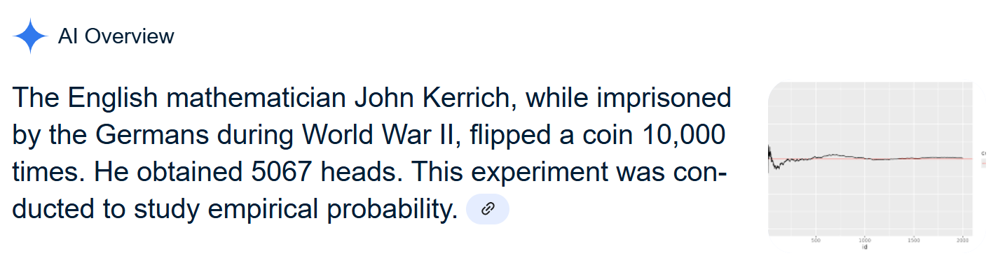 AI Overview
The English mathematician John Kerrich, while imprisoned
by the Germans during World War II, flipped a coin 10,000
times. He obtained 5067 heads. This experiment was con-
ducted to study empirical probability.
500 1000 1500 2000
id